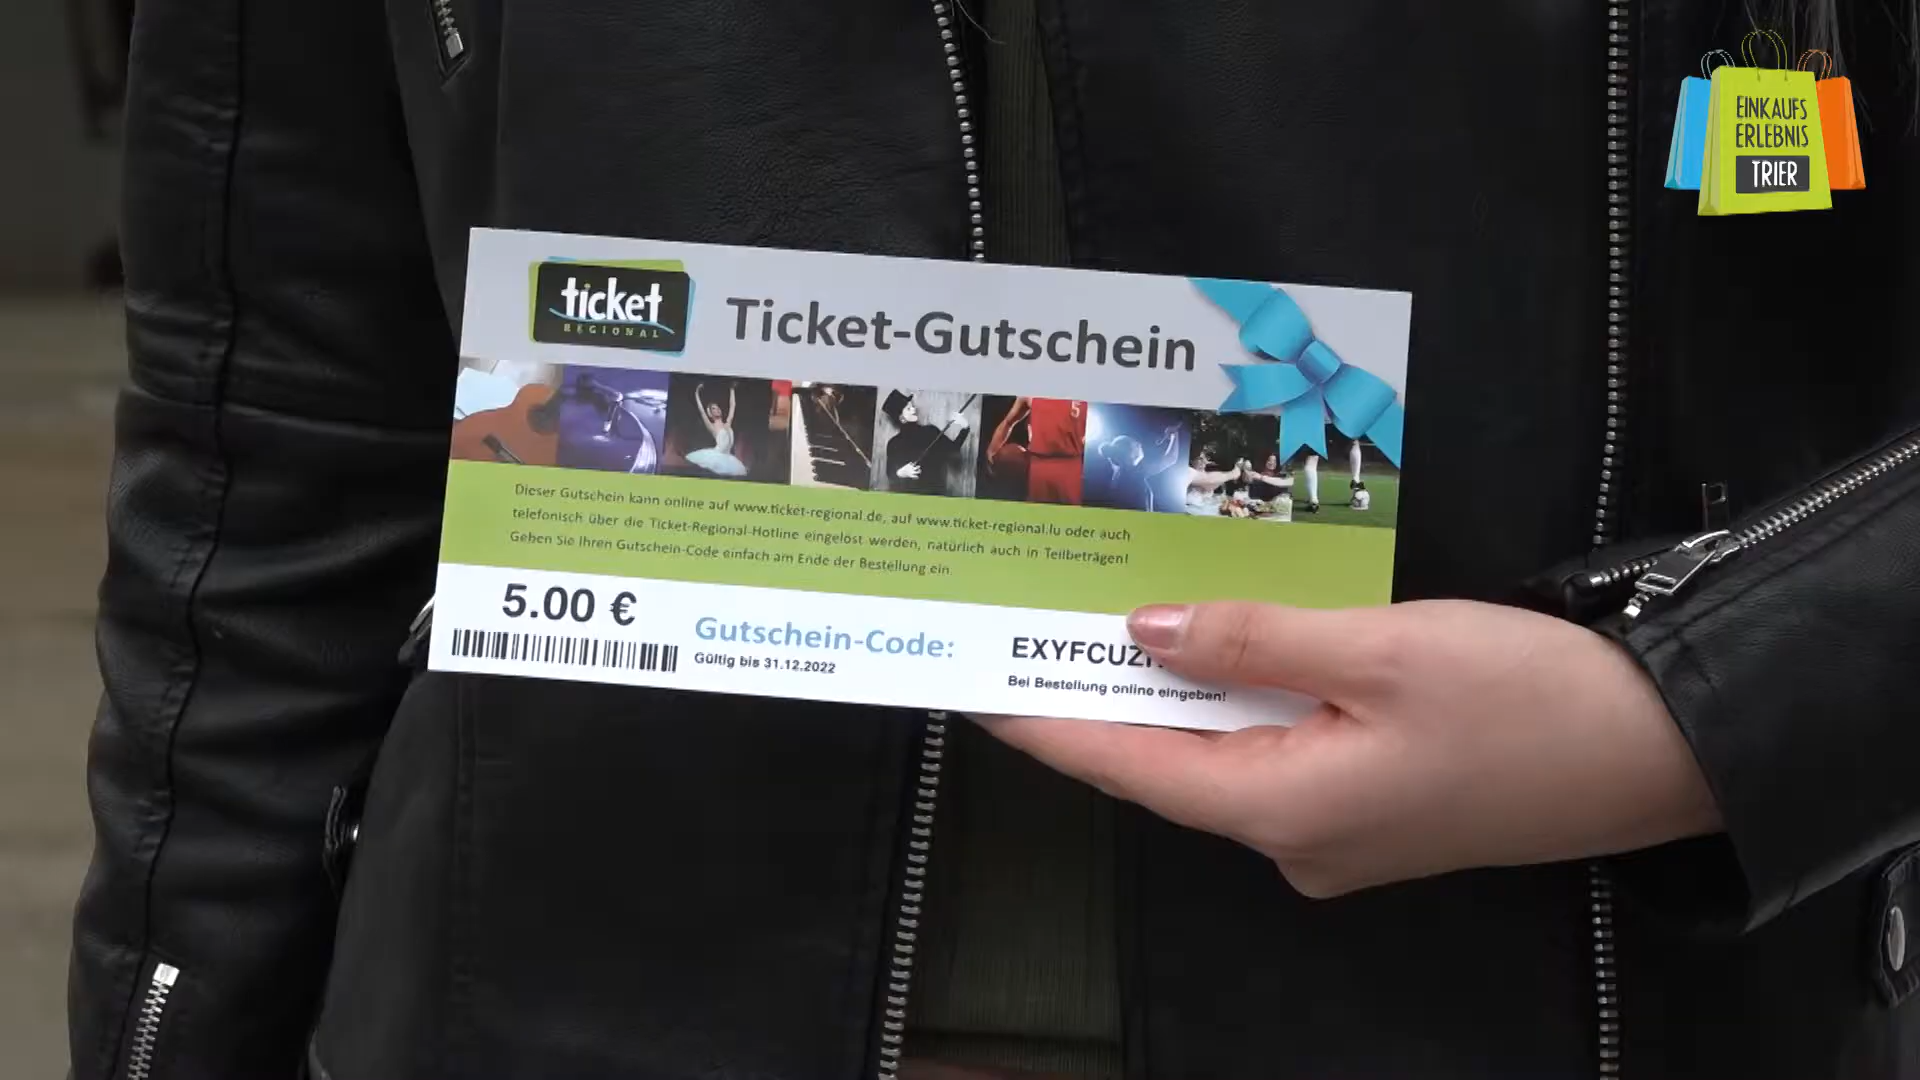 EINKAUFS
ERLEBNIS
TRIER
ticket
REGIONAL
Ticket-Gutschein
5
Dieser Gutschein kann online auf www.ticket-regional.de, auf www.ticket-regional.lu oder auch
telefonisch über die Ticket-Regional-Hotline eingelöst werden, natürlich auch in Teilbeträgen!
Geben Sie Ihren Gutschein-Code einfach am Ende der Bestellung ein.
5.00 €
Gutschein-Code:
Gültig bis 31.12.2022
Bei Bestellung online eingeben!